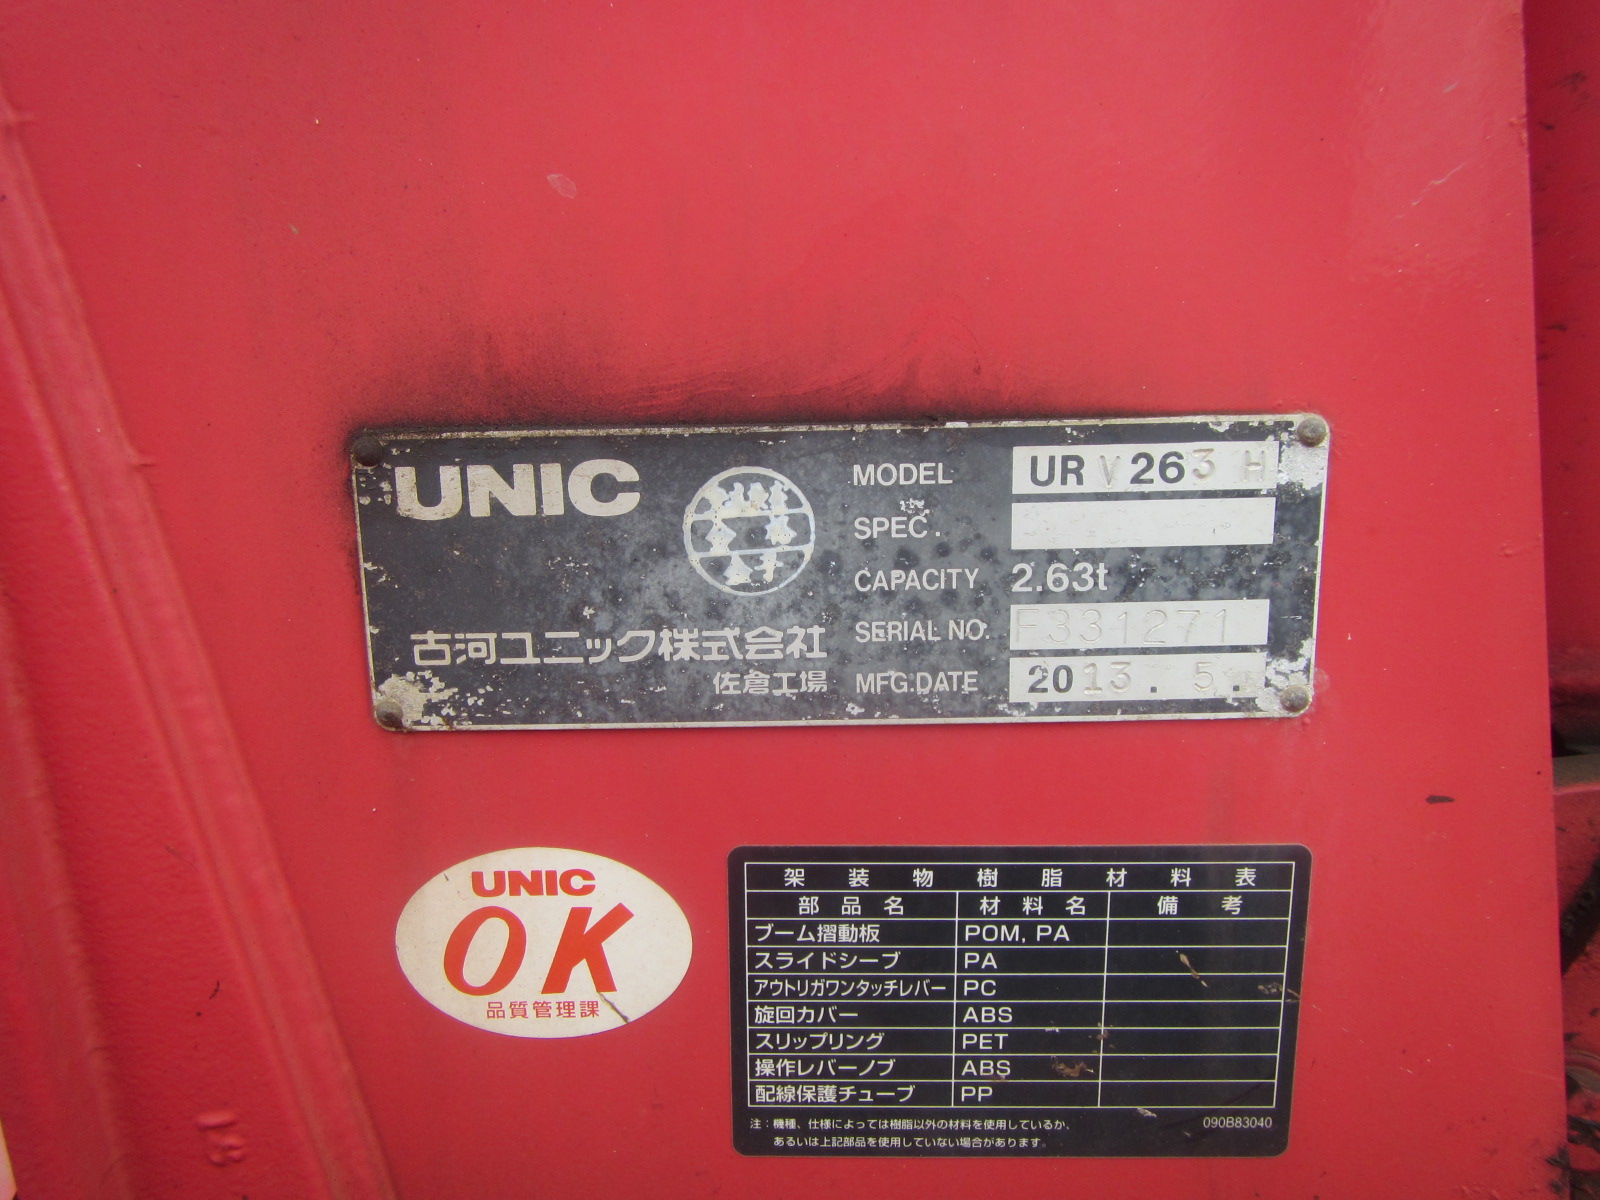 UNIC
MODEL URV263H
SPEC.
CAPACITY 2.63t
SERIAL NO. F331271
MFG.DATE 2013.5.
古河ユニック株式会社
佐倉工場
UNIC
OK
品質管理課
架装物樹脂材料表
部品名 材料名 備考
ブーム摺動板 POM, PA
スライドシーブ PA
アウトリガワンタッチレバー PC
旋回カバー ABS
スリップリング PET
操作レバーノブ ABS
配線保護チューブ PP
注：機種、仕様によっては樹脂以外の材料を使用しているか、
あるいは上記部品を使用していない場合があります。
090B83040